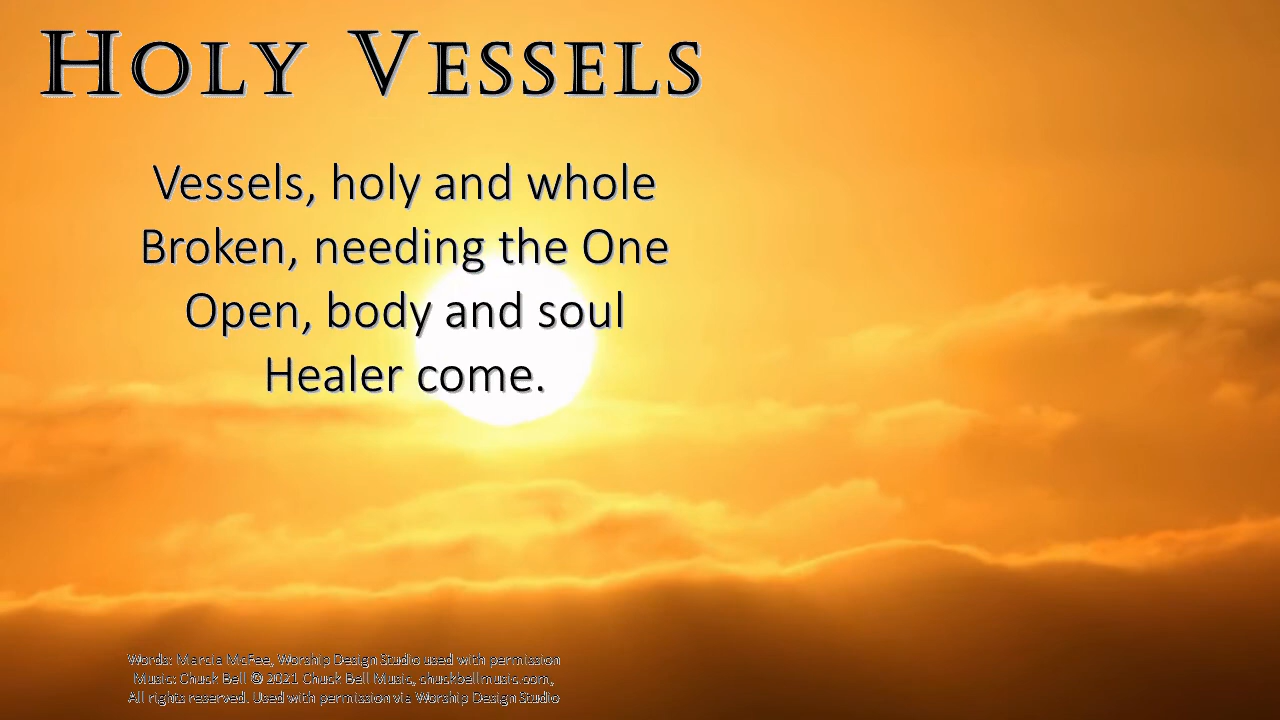 Holy Vessels
Vessels, holy and whole
Broken, needing the One
Open, body and soul
Healer come.
Words: Marcia McFee, Worship Design Studio used with permission
Music: Chuck Bell © 2021 Chuck Bell Music, chuckbellmusic.com,
All rights reserved. Used with permission via Worship Design Studio